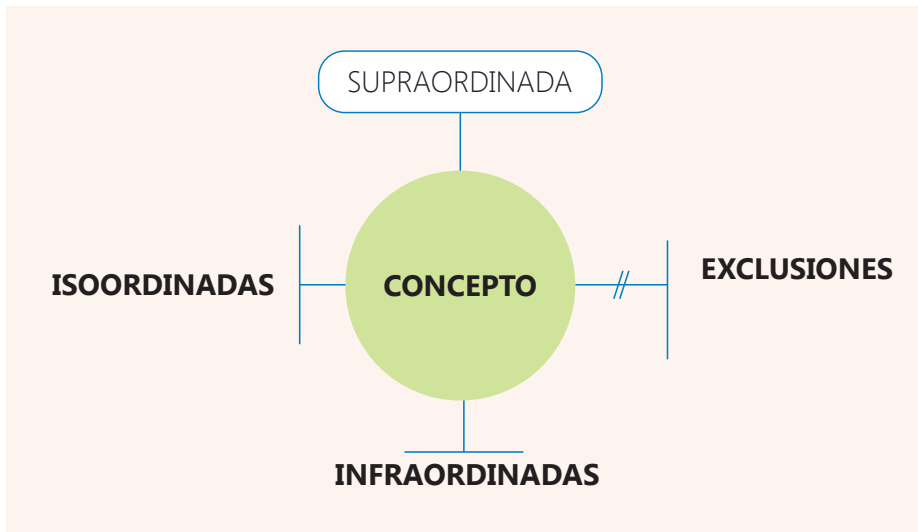 SUPRAORDINADA
ISOORDINADAS
CONCEPTO
EXCLUSIONES
INFRAORDINADAS